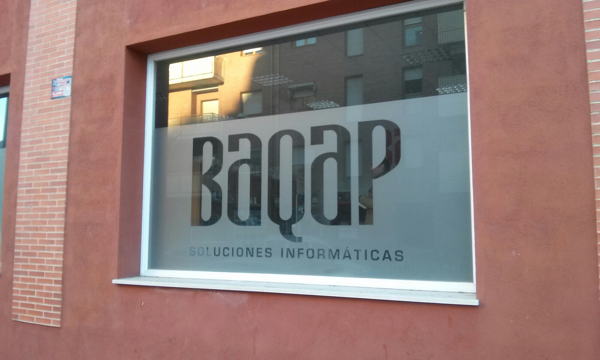 BAQAP
SOLUCIONES INFORMÁTICAS